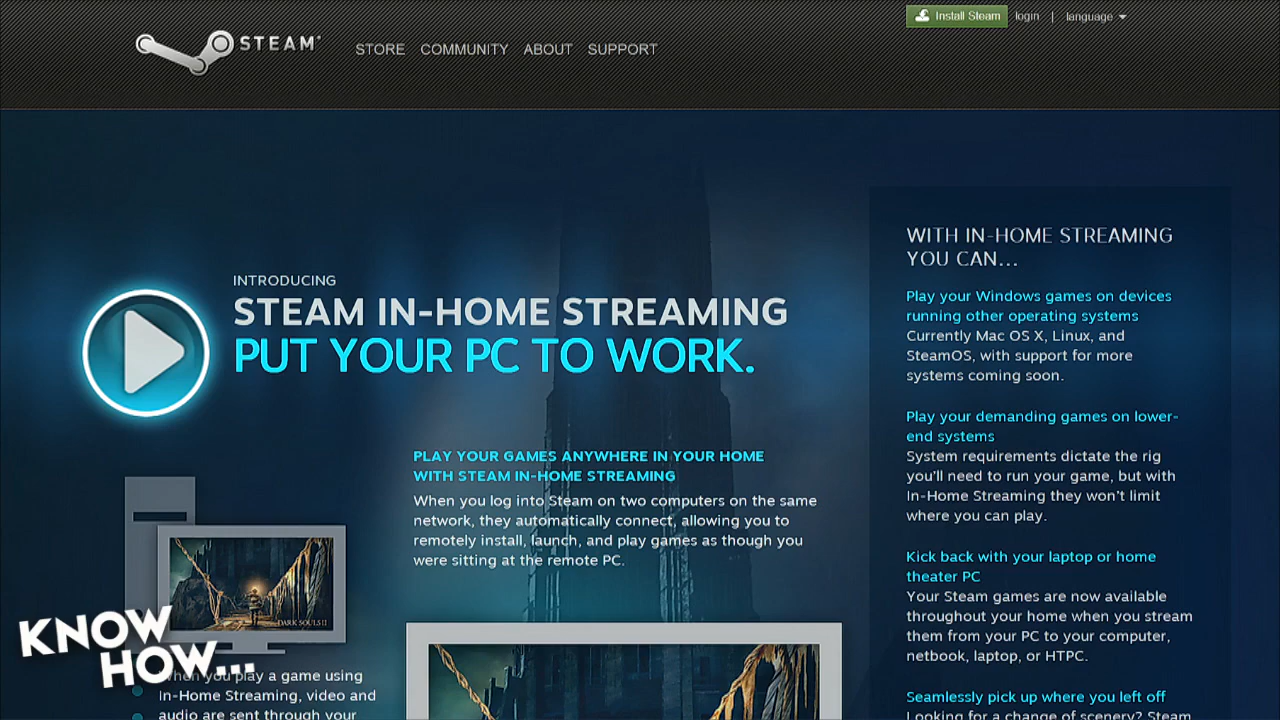 Install Steam login | language
STEAM
STORE COMMUNITY ABOUT SUPPORT
INTRODUCING
STEAM IN-HOME STREAMING
PUT YOUR PC TO WORK.
PLAY YOUR GAMES ANYWHERE IN YOUR HOME
WITH STEAM IN-HOME STREAMING
When you log into Steam on two computers on the same
network, they automatically connect, allowing you to
remotely install, launch, and play games as though you
were sitting at the remote PC.
DARK SOULS II
When you play a game using
In-Home Streaming, video and
audio are sent through your
WITH IN-HOME STREAMING
YOU CAN...
Play your Windows games on devices
running other operating systems
Currently Mac OS X, Linux, and
SteamOS, with support for more
systems coming soon.
Play your demanding games on lower-
end systems
System requirements dictate the rig
you'll need to run your game, but with
In-Home Streaming they won't limit
where you can play.
Kick back with your laptop or home
theater PC
Your Steam games are now available
throughout your home when you stream
them from your PC to your computer,
netbook, laptop, or HTPC.
Seamlessly pick up where you left off
Looking for a change of scenery? Steam
KNOW
HOW...